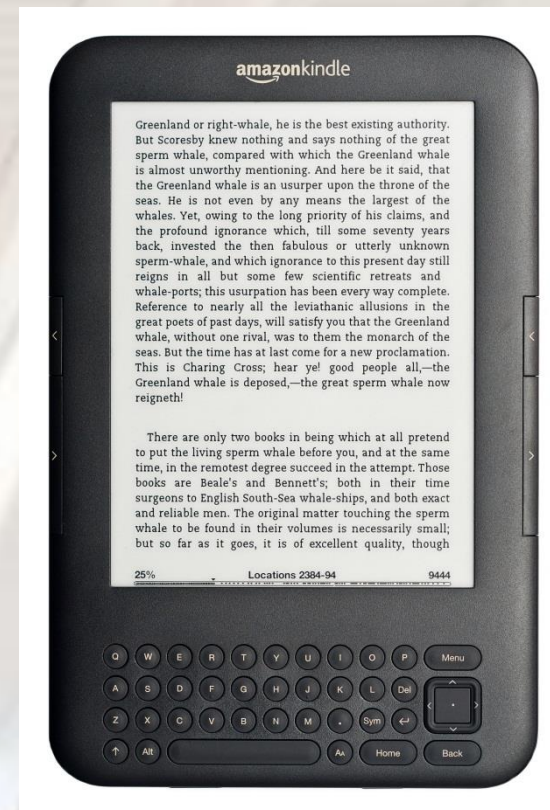 amazonkindle
Greenland or right-whale, he is the best existing authority.
But Scoresby knew nothing and says nothing of the great
sperm whale, compared with which the Greenland whale
is almost unworthy mentioning. And here be it said, that
the Greenland whale is an usurper upon the throne of the
seas. He is not even by any means the largest of the
whales. Yet, owing to the long priority of his claims, and
the profound ignorance which, till some seventy years
back, invested the then fabulous or utterly unknown
sperm-whale, and which ignorance to this present day still
reigns in all but some few scientific retreats and
whale-ports; this usurpation has been every way complete.
Reference to nearly all the leviathanic allusions in the
great poets of past days, will satisfy you that the Greenland
whale, without one rival, was to them the monarch of the
seas. But the time has at last come for a new proclamation.
This is Charing Cross; hear ye! good people all,—the
Greenland whale is deposed,—the great sperm whale now
reigneth!
There are only two books in being which at all pretend
to put the living sperm whale before you, and at the same
time, in the remotest degree succeed in the attempt. Those
books are Beale's and Bennett's; both in their time
surgeons to English South-Sea whale-ships, and both exact
and reliable men. The original matter touching the sperm
whale to be found in their volumes is necessarily small;
but so far as it goes, it is of excellent quality, though
25% Locations 2384-94 9444
Q W E R T Y U I O P Menu
A S D F G H J K L Del
Z X C V B N M . Sym
Alt AA Home Back